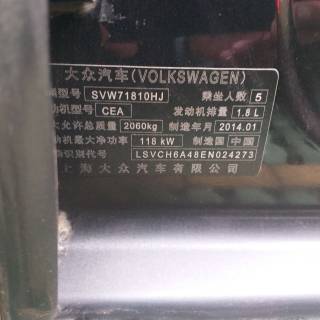 大众汽车(VOLKSWAGEN)
型号 SVW71810HJ 乘坐人数 5
动机型号 CEA 发动机排量 1.8 L
大允许总质量 2060kg 制造年月 2014.01
动机最大净功率 118 kW 制造国 中国
识别代号 LSVCH6A48EN024273
上海大众汽车有限公司